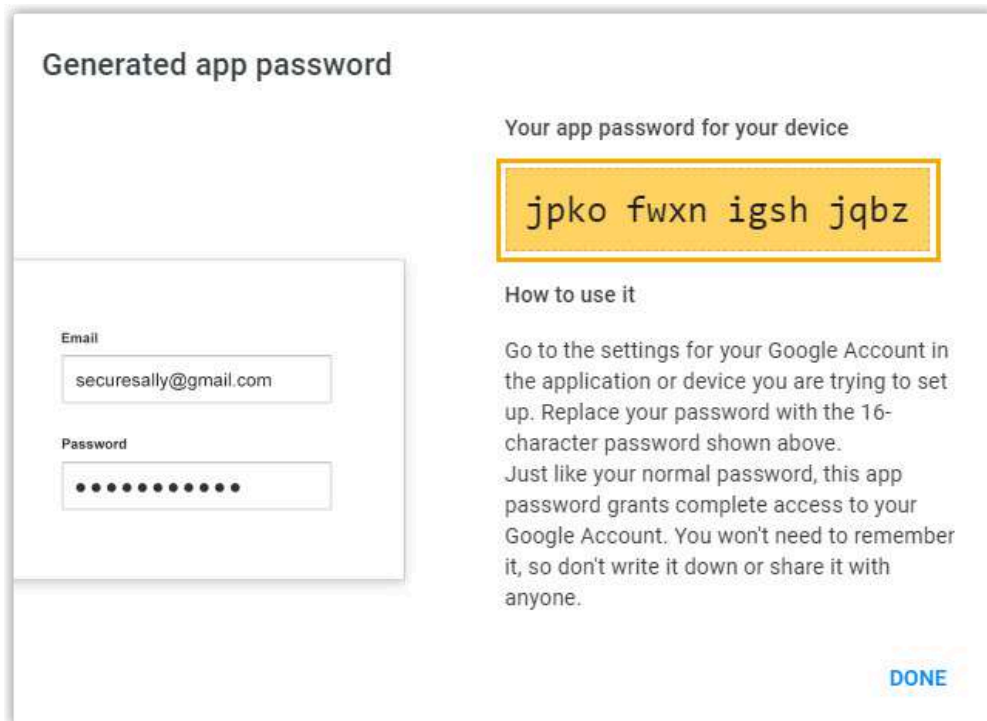 Generated app password
Your app password for your device
jpko fwxn igsh jqbz
How to use it
Email
securesally@gmail.com
Password
Go to the settings for your Google Account in
the application or device you are trying to set
up. Replace your password with the 16-
character password shown above.
Just like your normal password, this app
password grants complete access to your
Google Account. You won't need to remember
it, so don't write it down or share it with
anyone.
DONE